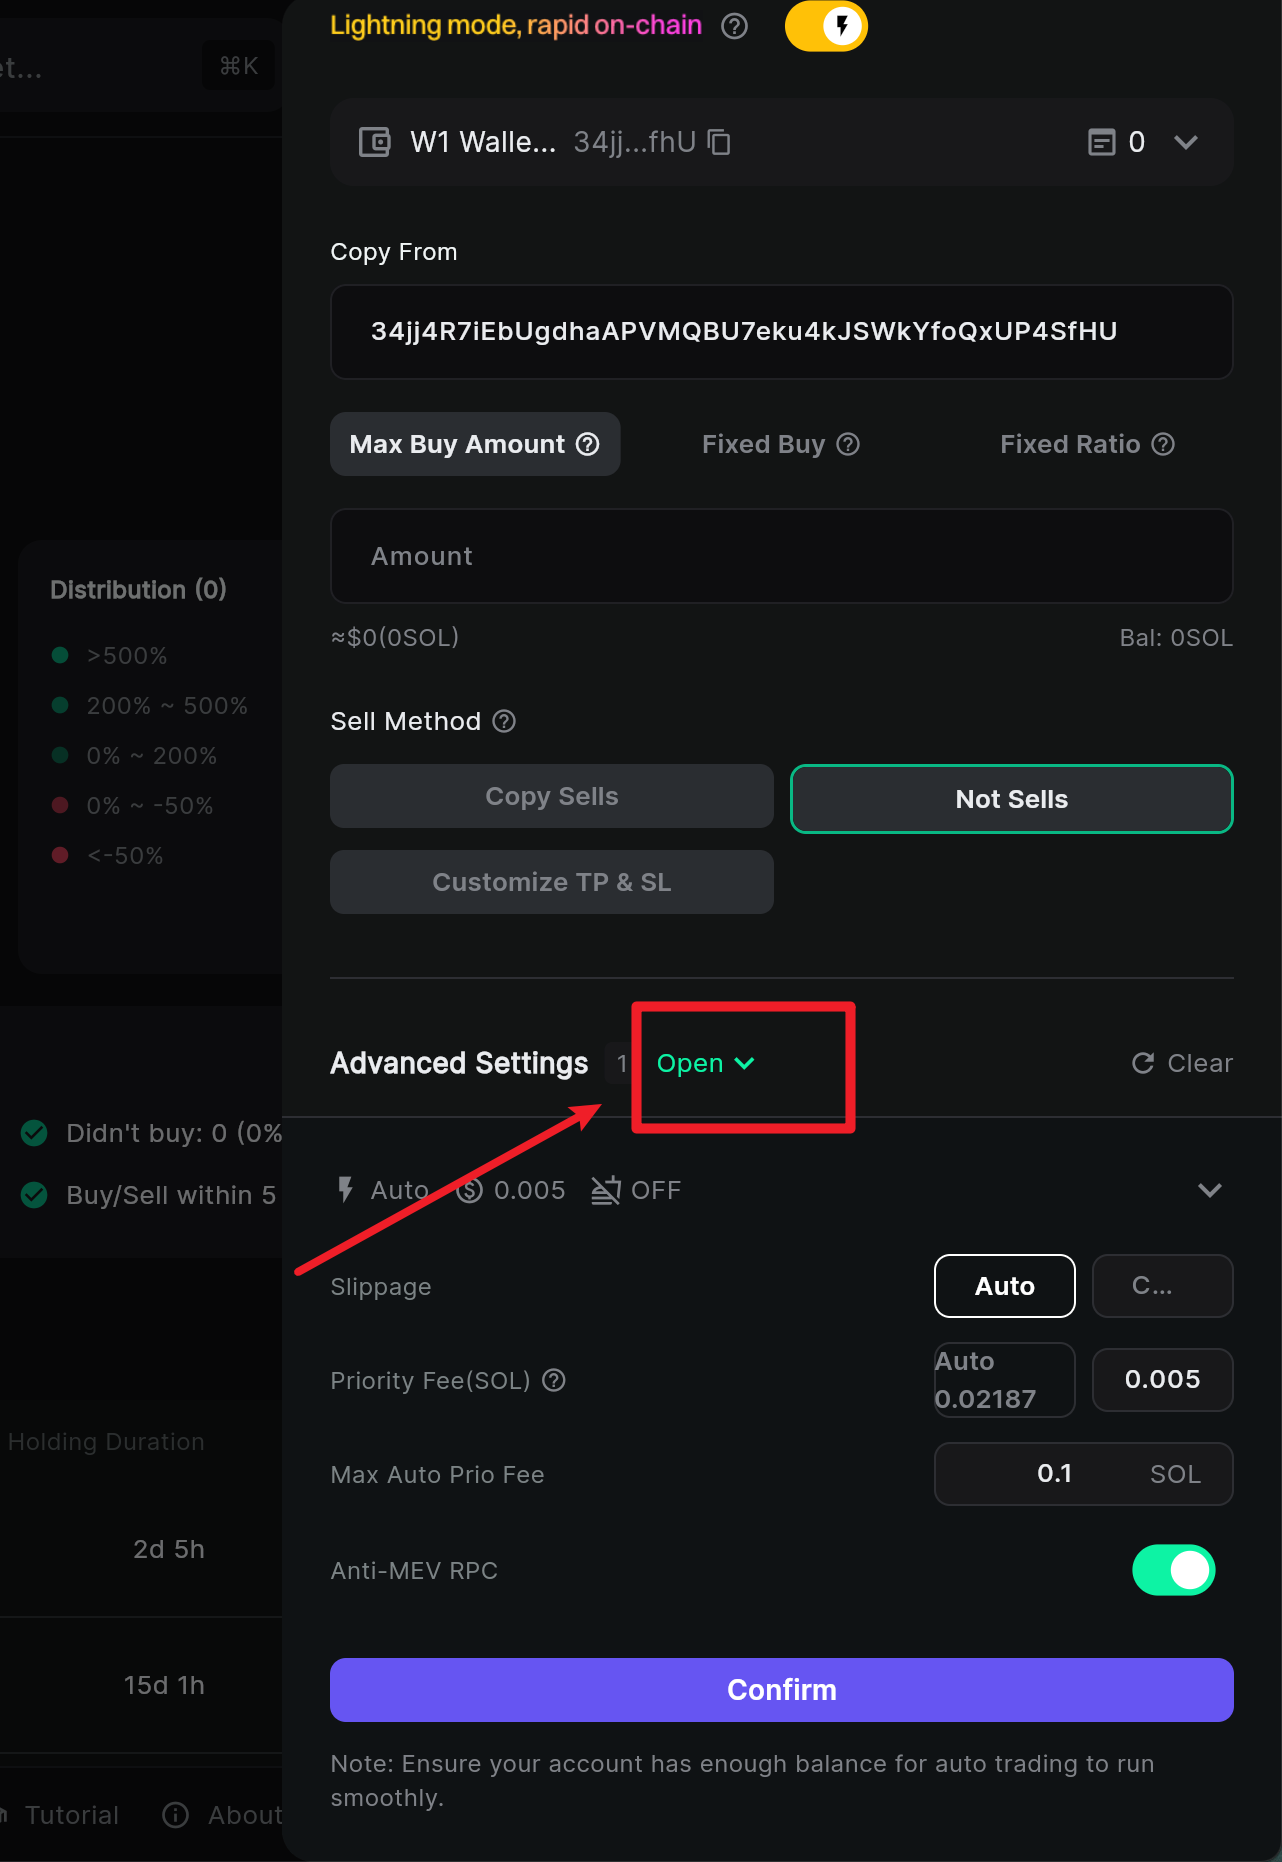 et...
⌘K
Lightning mode, rapid on-chain
W1 Walle... 34jj...fhU 0
Copy From
34jj4R7iEbUgdhaAPVMQBU7eku4kJSWkYfoQxUP4SfHU
Max Buy Amount Fixed Buy Fixed Ratio
Amount
≈$0(0SOL) Bal: 0SOL
Sell Method
Copy Sells Not Sells
Customize TP & SL
Distribution (0)
>500%
200% ~ 500%
0% ~ 200%
0% ~ -50%
<-50%
Advanced Settings 1 Open Clear
Didn't buy: 0 (0%
Buy/Sell within 5
Auto 0.005 OFF
Slippage Auto C...
Priority Fee(SOL) Auto 0.02187 0.005
Max Auto Prio Fee 0.1 SOL
Anti-MEV RPC
Holding Duration
2d 5h
15d 1h
Confirm
Note: Ensure your account has enough balance for auto trading to run
smoothly.
Tutorial About